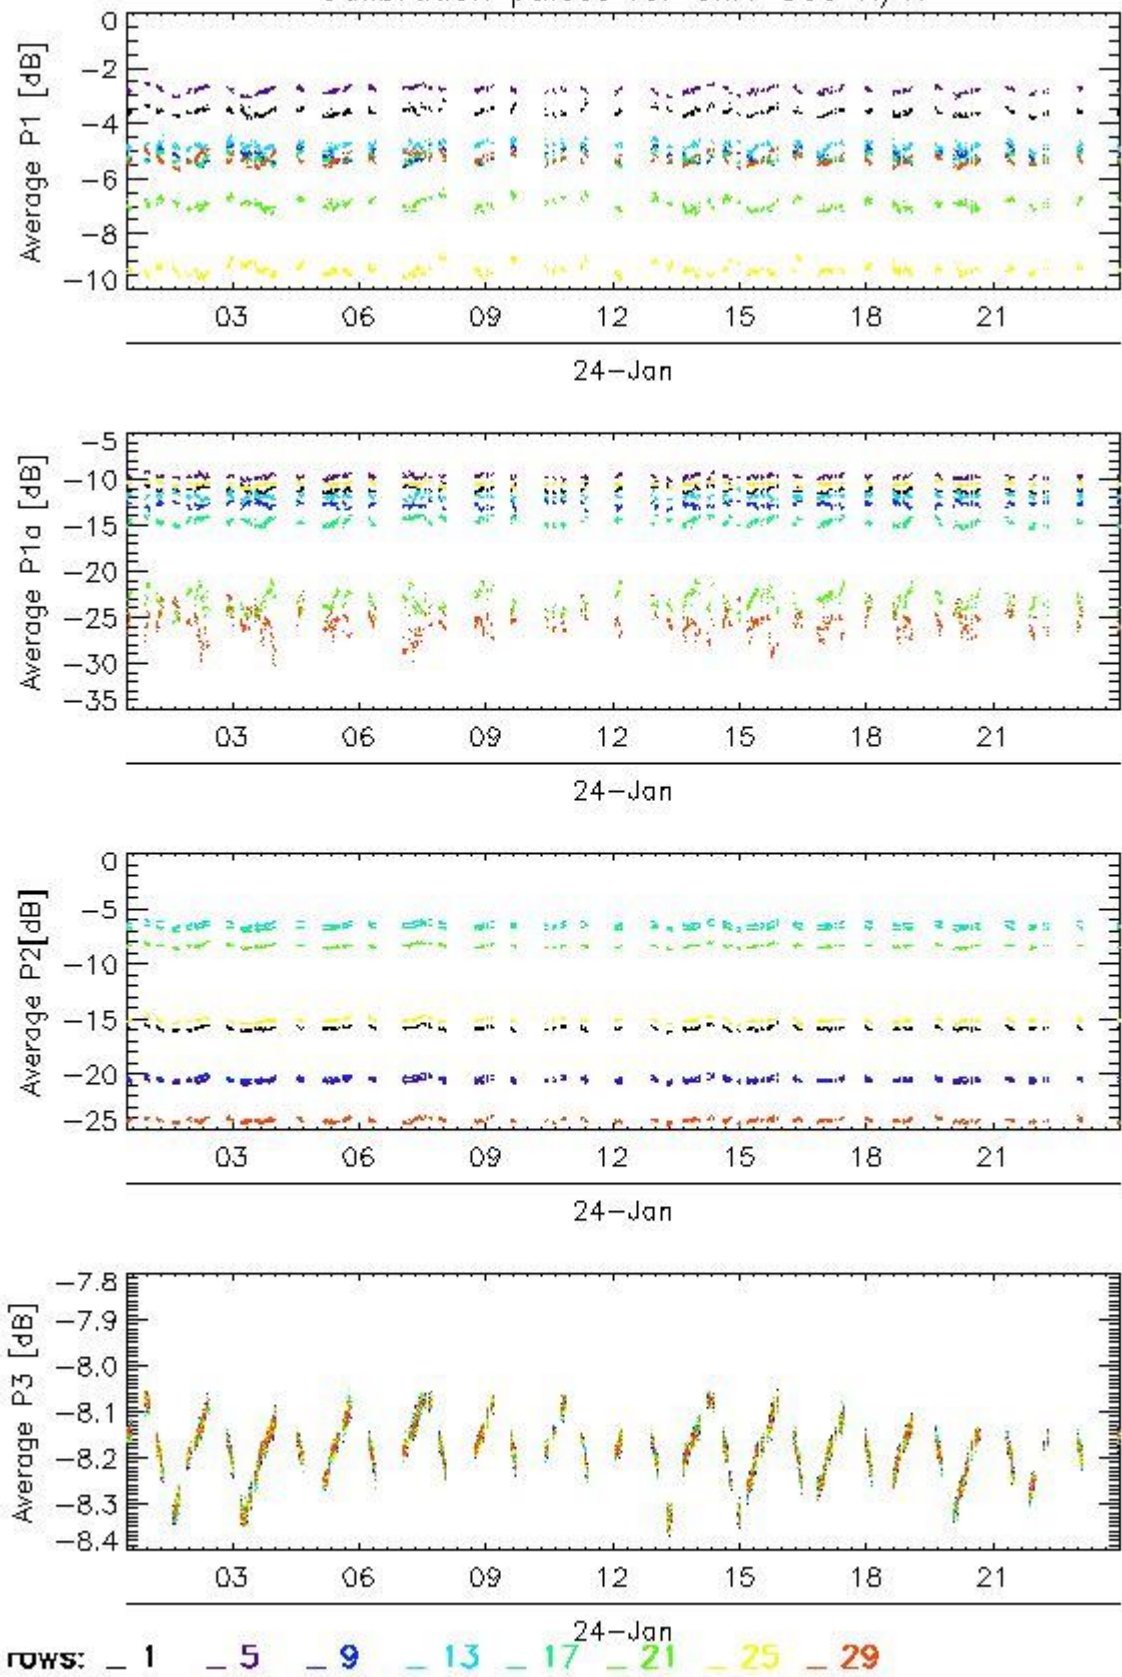 0
-2
-4
-6
-8
-10
Average P1 [dB]
03 06 09 12 15 18 21
24-Jan
-5
-10
-15
-20
-25
-30
-35
Average P1a [dB]
03 06 09 12 15 18 21
24-Jan
0
-5
-10
-15
-20
-25
Average P2[dB]
03 06 09 12 15 18 21
24-Jan
-7.8
-7.9
-8.0
-8.1
-8.2
-8.3
-8.4
Average P3 [dB]
03 06 09 12 15 18 21
24-Jan
rows: _ 1 _ 5 _ 9 _ 13 _ 17 _ 21 _ 25 _ 29